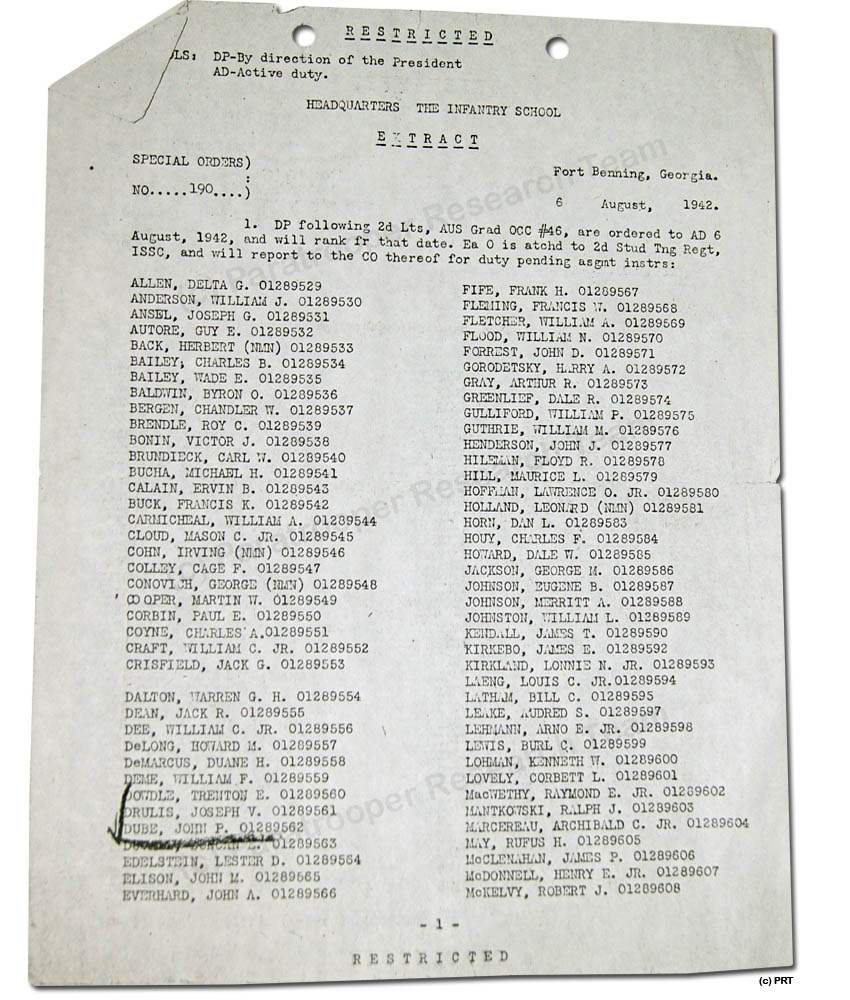 RESTRICTED
LS: DP-By direction of the President
AD-Active duty.
HEADQUARTERS THE INFANTRY SCHOOL
EXTRACT
SPECIAL ORDERS)
:
NO.....190....)
Fort Benning, Georgia.
6 August, 1942.
1. DP following 2d Lts, AUS Grad OCC #46, are ordered to AD 6
August, 1942, and will rank fr that date. Ea O is atchd to 2d Stud Tng Regt,
ISSC, and will report to the CO thereof for duty pending asgmt instrs:
ALLEN, DELTA G. 01289529
ANDERSON, WILLIAM J. 01289530
ANSEL, JOSEPH G. 01289531
AUTORE, GUY E. 01289532
BACK, HERBERT (NMN) 01289533
BAILEY, CHARLES B. 01289534
BAILEY, WADE E. 01289535
BALDWIN, BYRON O. 01289536
BERGEN, CHANDLER W. 01289537
BRENDLE, ROY C. 01289539
BONIN, VICTOR J. 01289538
BRUNDIECK, CARL W. 01289540
BUCHA, MICHAEL H. 01289541
CALAIN, ERVIN B. 01289543
BUCK, FRANCIS K. 01289542
CARMICHEAL, WILLIAM A. 01289544
CLOUD, MASON C. JR. 01289545
COHN, IRVING (NMN) 01289546
COLLEY, CAGE F. 01289547
CONOVICH, GEORGE (NMN) 01289548
COOPER, MARTIN W. 01289549
CORBIN, PAUL E. 01289550
COYNE, CHARLES A.01289551
CRAFT, WILLIAM C. JR. 01289552
CRISFIELD, JACK G. 01289553
DALTON, WARREN G. H. 01289554
DEAN, JACK R. 01289555
DEE, WILLIAM C. JR. 01289556
DeLONG, HOWARD M. 01289557
DeMARCUS, DUANE H. 01289558
DEME, WILLIAM F. 01289559
DOWDLE, TRENTON E. 01289560
DRULIS, JOSEPH V. 01289561
DUBE, JOHN P. 01289562
01289563
EDELSTEIN, LESTER D. 01289564
ELISON, JOHN M. 01289565
EVERHARD, JOHN A. 01289566
FIFE, FRANK H. 01289567
FLEMING, FRANCIS W. 01289568
FLETCHER, WILLIAM A. 01289569
FLOOD, WILLIAM N. 01289570
FORREST, JOHN D. 01289571
GORODETSKY, HARRY A. 01289572
GRAY, ARTHUR R. 01289573
GREENLIEF, DALE R. 01289574
GULLIFORD, WILLIAM P. 01289575
GUTHRIE, WILLIAM M. 01289576
HENDERSON, JOHN J. 01289577
HILEMAN, FLOYD R. 01289578
HILL, MAURICE L. 01289579
HOFFMAN, LAWRENCE O. JR. 01289580
HOLLAND, LEONARD (NMN) 01289581
HORN, DAN L. 01289583
HOUY, CHARLES F. 01289584
HOWARD, DALE W. 01289585
JACKSON, GEORGE M. 01289586
JOHNSON, EUGENE B. 01289587
JOHNSON, MERRITT A. 01289588
JOHNSTON, WILLIAM L. 01289589
KENDALL, JAMES T. 01289590
KIRKEBO, JAMES E. 01289592
KIRKLAND, LONNIE N. JR. 01289593
LAENG, LOUIS C. JR.01289594
LATHAM, BILL C. 01289595
LEAKE, AUDRED S. 01289597
LEHMANN, ARNO E. JR. 01289598
LEWIS, BURL C. 01289599
LOHMAN, KENNETH W. 01289600
LOVELY, CORBETT L. 01289601
MacWETHY, RAYMOND E. JR. 01289602
MANTKOWSKI, RALPH J. 01289603
MARCEREAU, ARCHIBALD C. JR. 01289604
MAY, RUFUS H. 01289605
McCLENAHAN, JAMES P. 01289606
McDONNELL, HENRY E. JR. 01289607
McKELVY, ROBERT J. 01289608
- 1 -
RESTRICTED
Paratrooper Research Team
Paratrooper Research Team
Paratrooper Research Team
(c) PRT